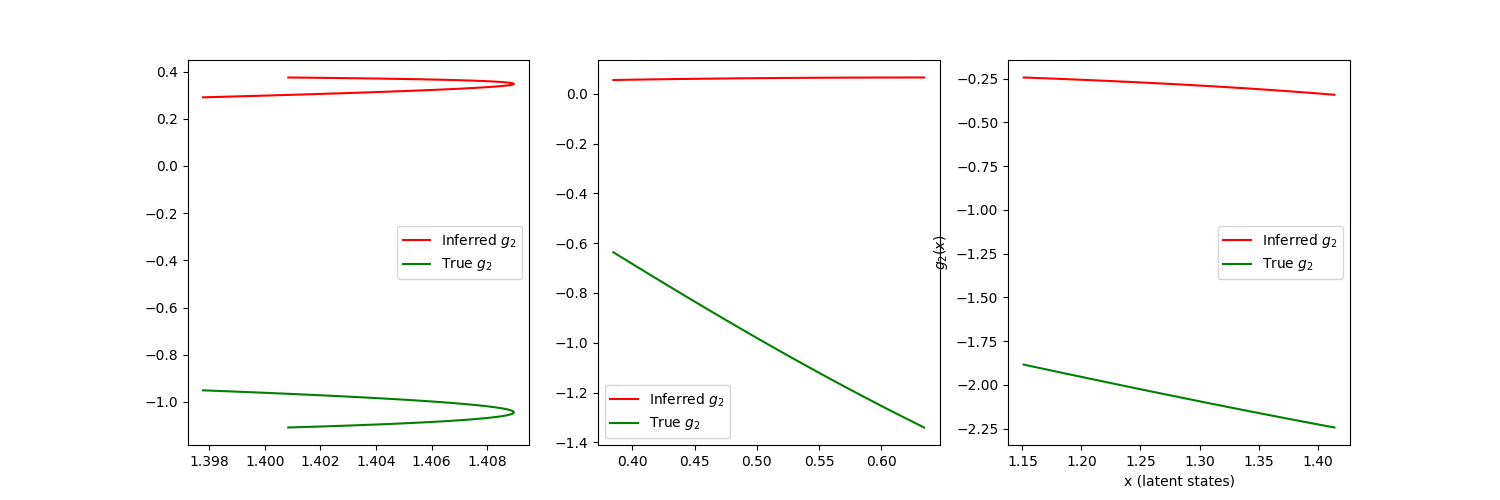 0.4
0.2
0.0
−0.2
−0.4
−0.6
−0.8
−1.0
1.398 1.400 1.402 1.404 1.406 1.408
Inferred g₂
True g₂
0.0
−0.2
−0.4
−0.6
−0.8
−1.0
−1.2
−1.4
0.40 0.45 0.50 0.55 0.60
Inferred g₂
True g₂
g₂(x)
−0.25
−0.50
−0.75
−1.00
−1.25
−1.50
−1.75
−2.00
−2.25
1.15 1.20 1.25 1.30 1.35 1.40
x (latent states)
Inferred g₂
True g₂